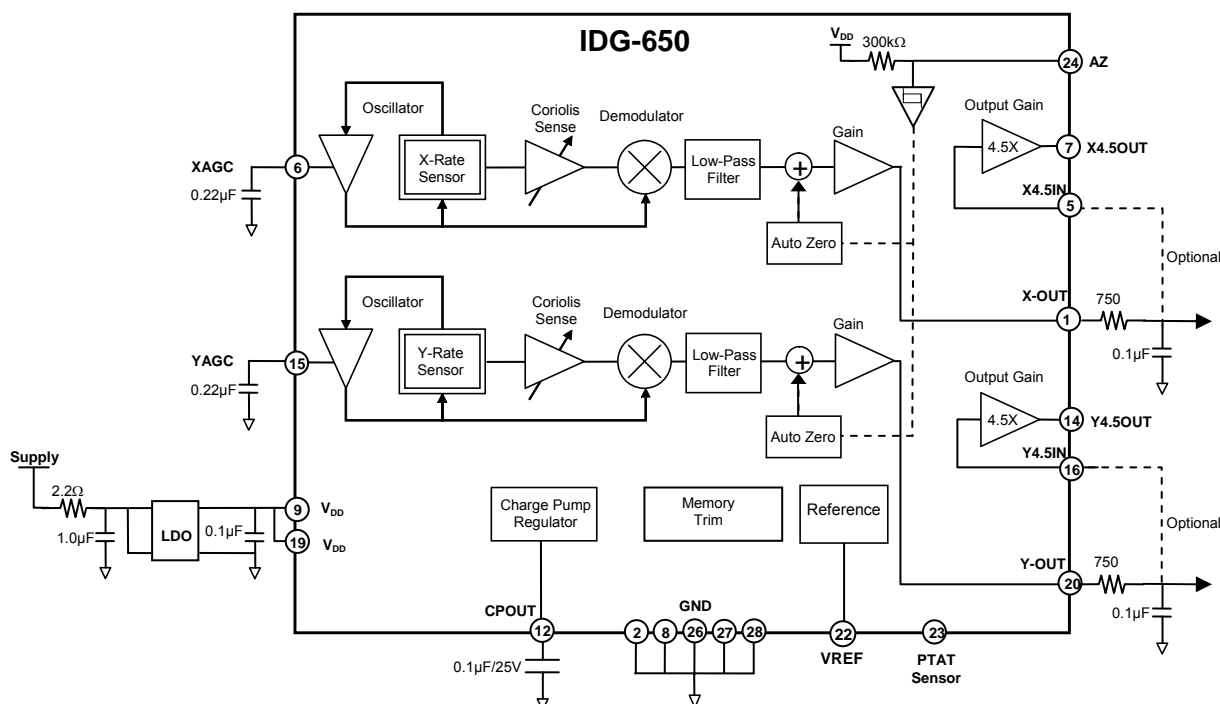 IDG-650
VDD
300kΩ
24
AZ
Oscillator
Coriolis
Sense
Demodulator
Gain
Output Gain
XAGC
6
0.22µF
X-Rate
Sensor
Low-Pass
Filter
+
Auto Zero
4.5X
7
X4.5OUT
X4.5IN
5
Optional
X-OUT
1
750
0.1µF
Oscillator
Coriolis
Sense
Demodulator
Gain
YAGC
15
0.22µF
Y-Rate
Sensor
Low-Pass
Filter
+
Auto Zero
Output Gain
4.5X
14
Y4.5OUT
Y4.5IN
16
Optional
Supply
2.2Ω
1.0µF
LDO
0.1µF
9
VDD
19
VDD
Charge Pump
Regulator
Memory
Trim
Reference
Y-OUT
20
750
0.1µF
CPOUT
12
0.1µF/25V
GND
2
8
26
27
28
22
VREF
23
PTAT
Sensor